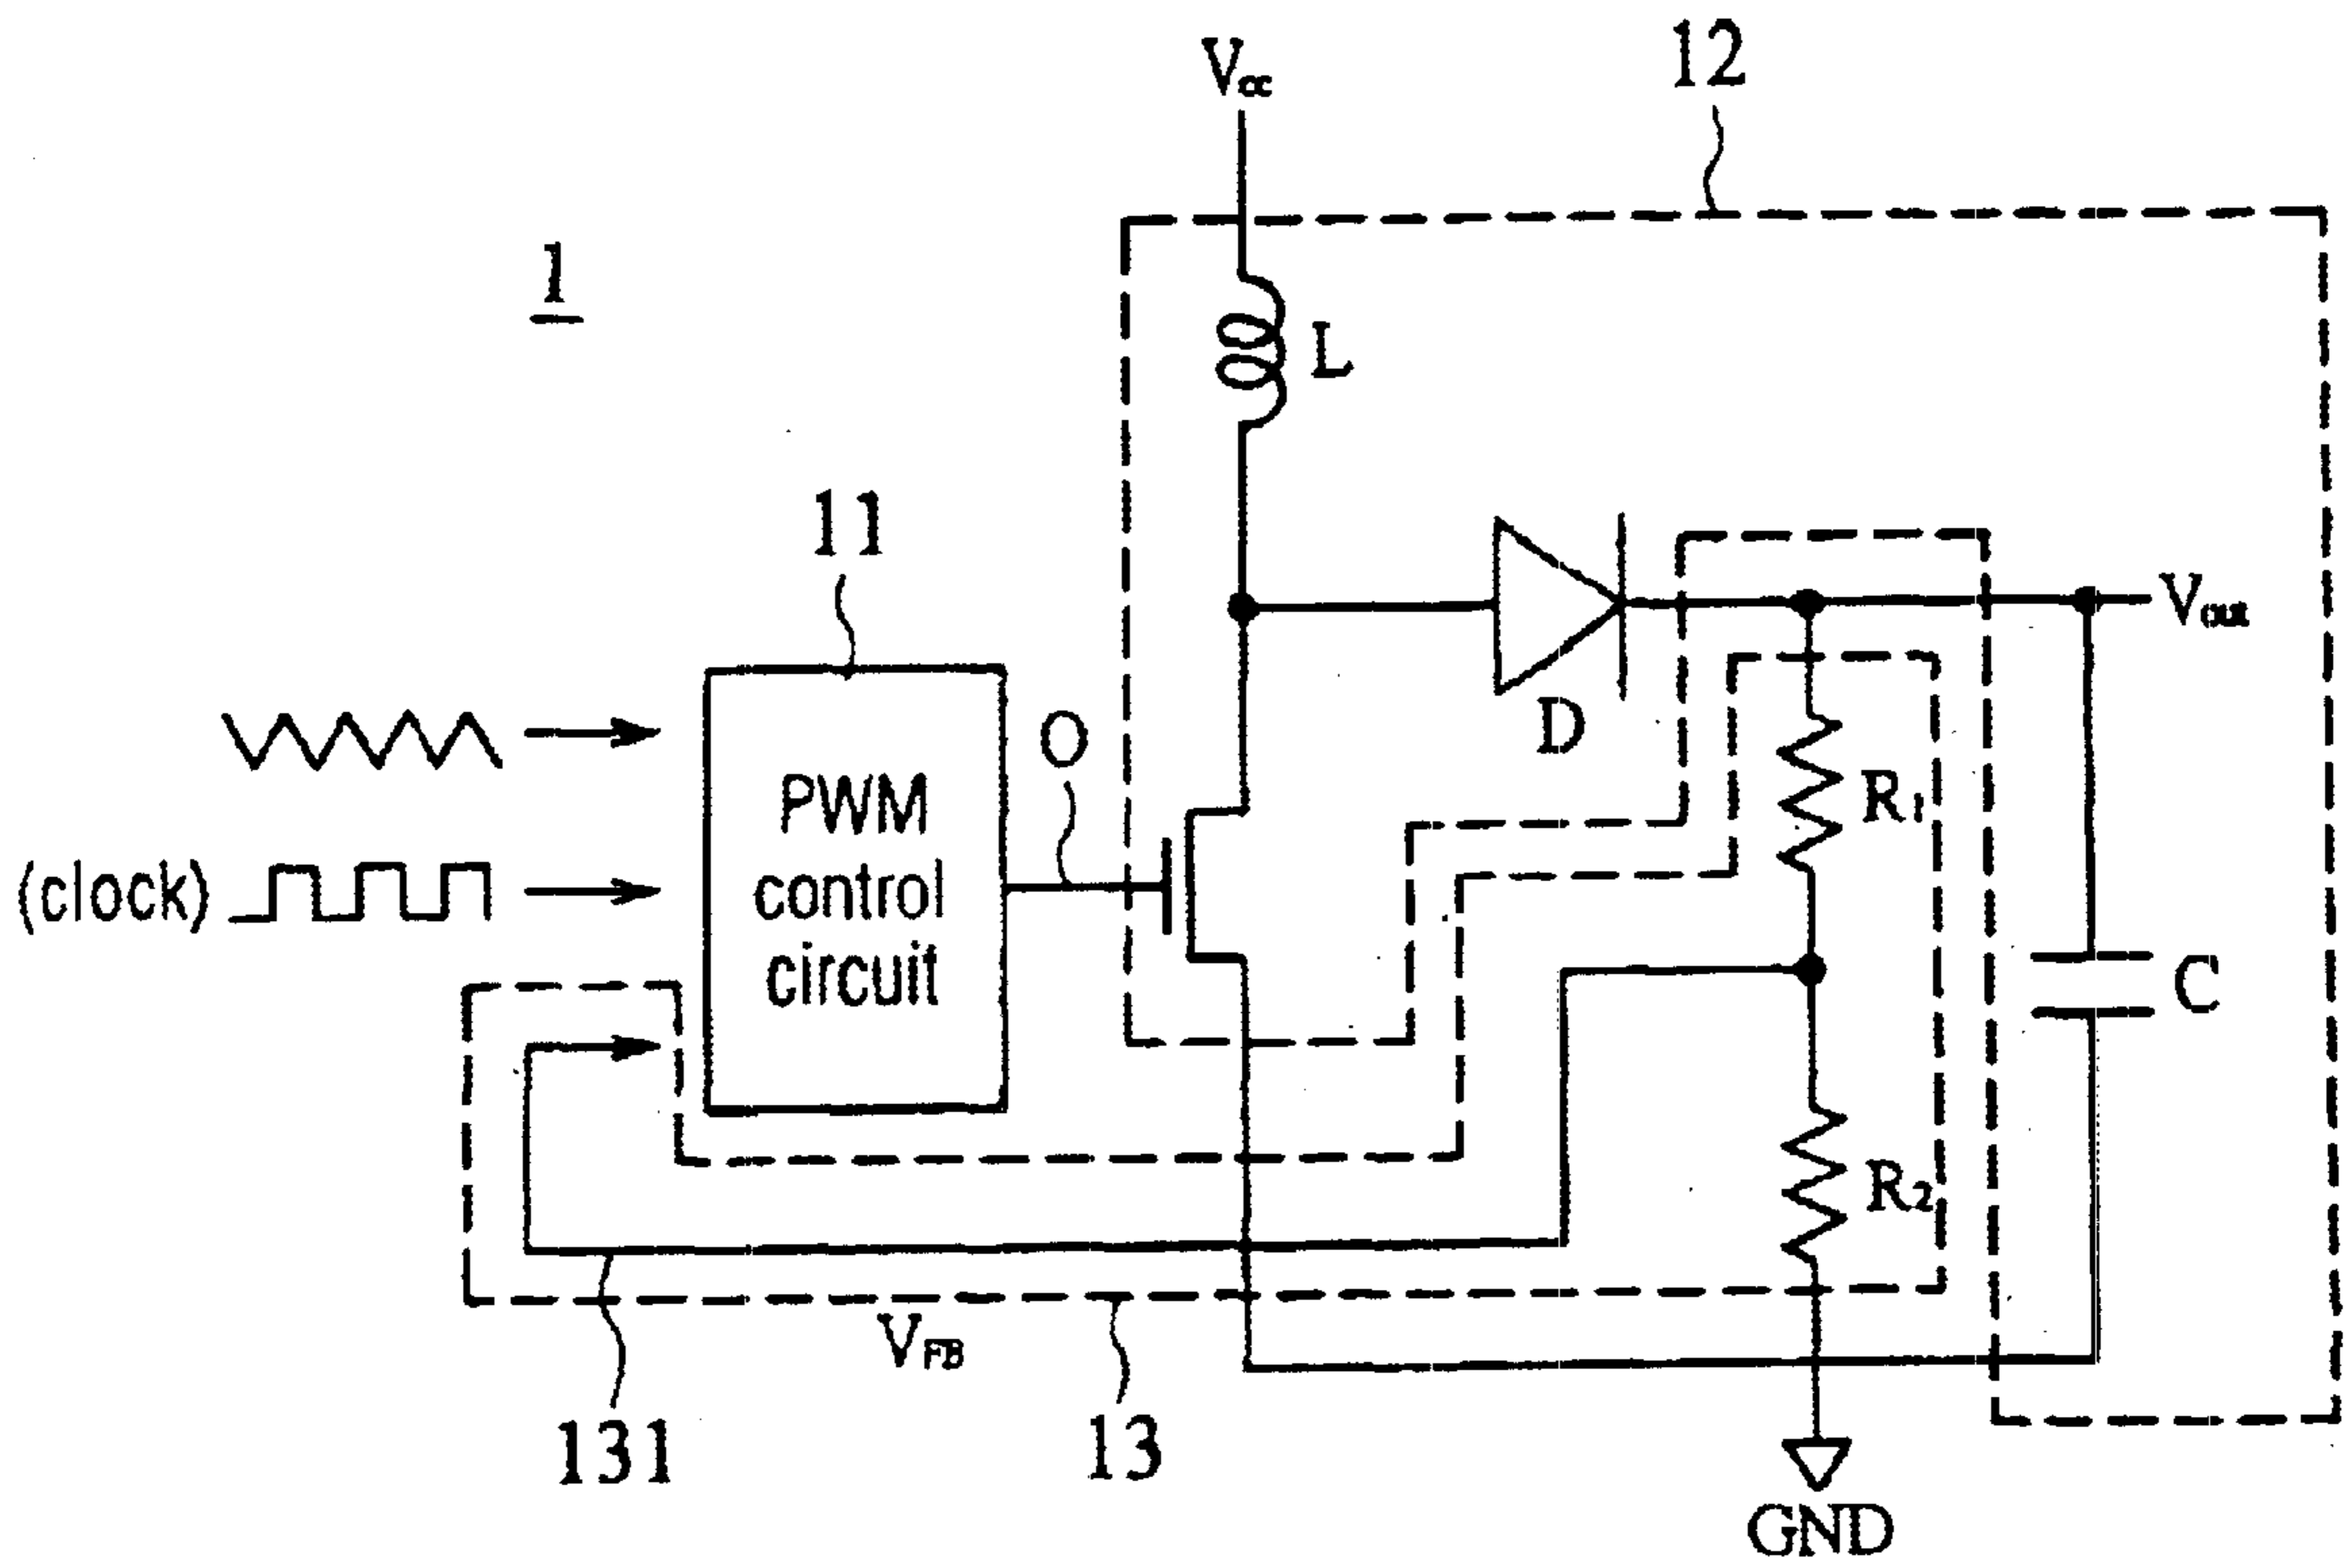 12
Vcc
1
L
11
Vout
D
O
R1
PWM
control
circuit
(clock)
C
R2
VFB
131
13
GND